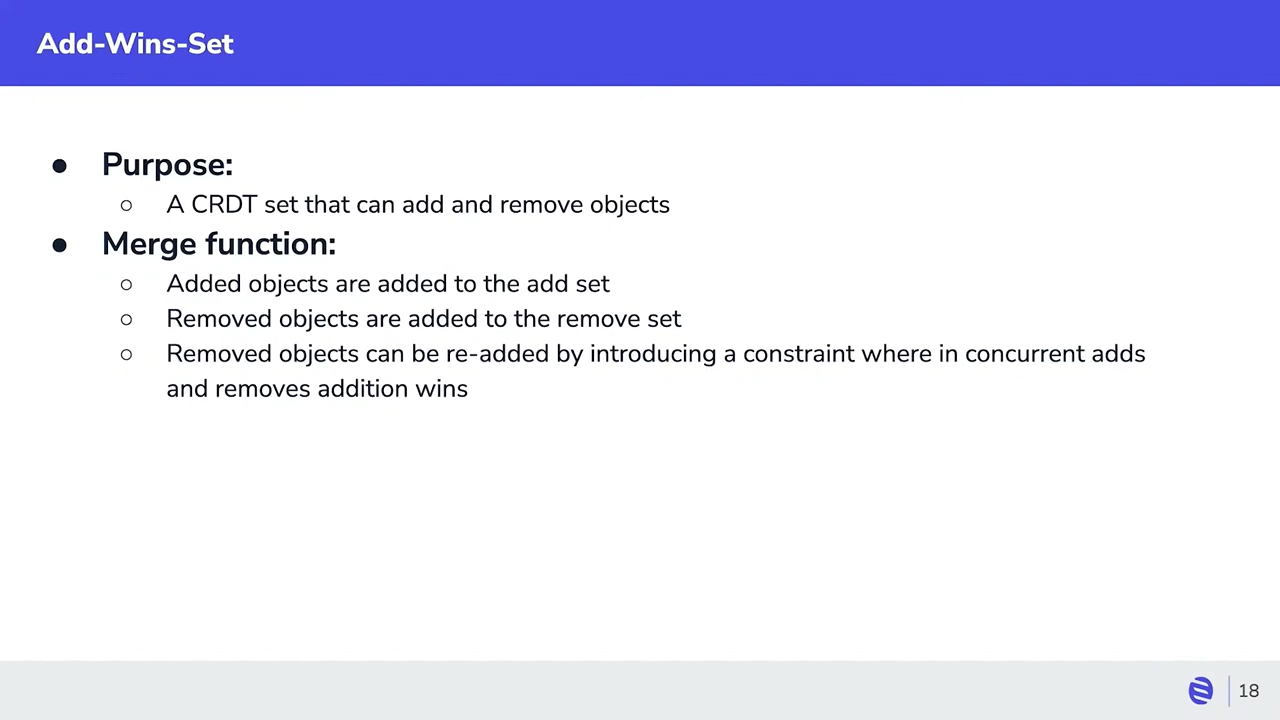 Add-Wins-Set
● Purpose:
○ A CRDT set that can add and remove objects
● Merge function:
○ Added objects are added to the add set
○ Removed objects are added to the remove set
○ Removed objects can be re-added by introducing a constraint where in concurrent adds
and removes addition wins
18